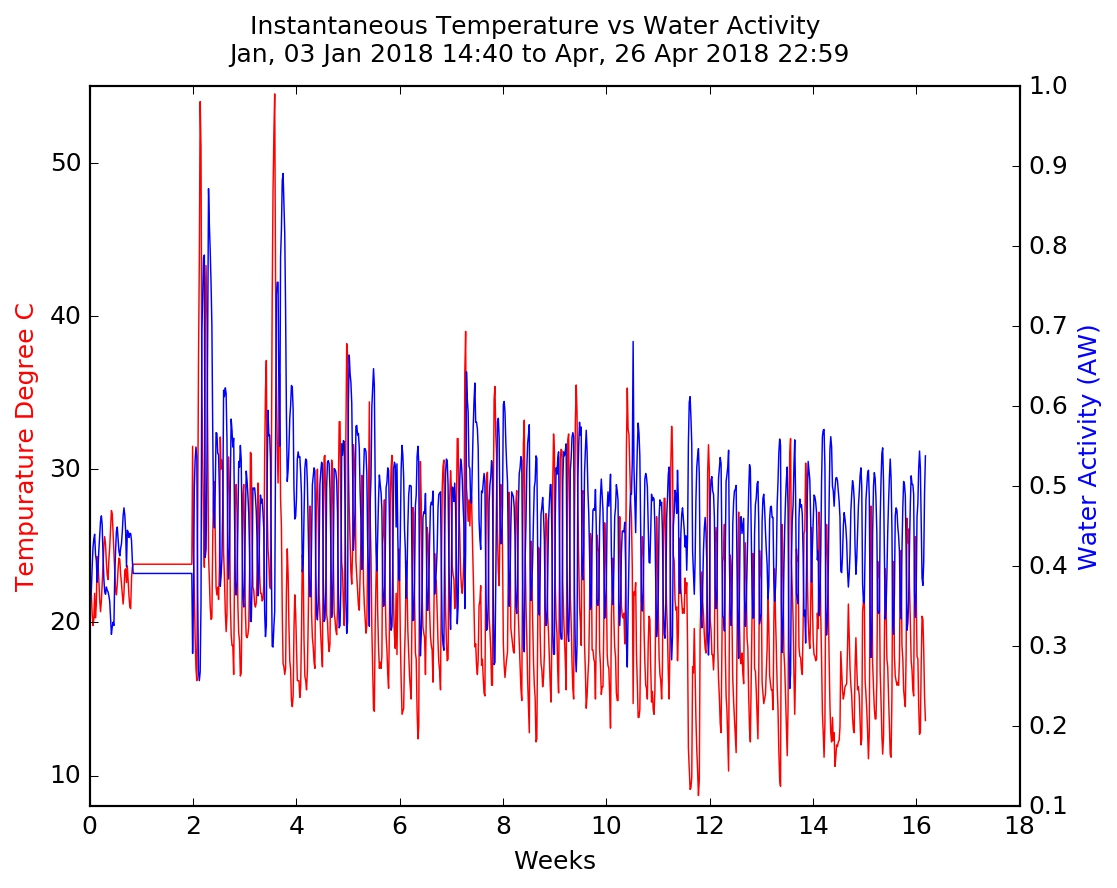 Instantaneous Temperature vs Water Activity
Jan, 03 Jan 2018 14:40 to Apr, 26 Apr 2018 22:59
Tempurature Degree C
50
40
30
20
10
1.0
0.9
0.8
0.7
0.6
0.5
0.4
0.3
0.2
0.1
Water Activity (AW)
0 2 4 6 8 10 12 14 16 18
Weeks